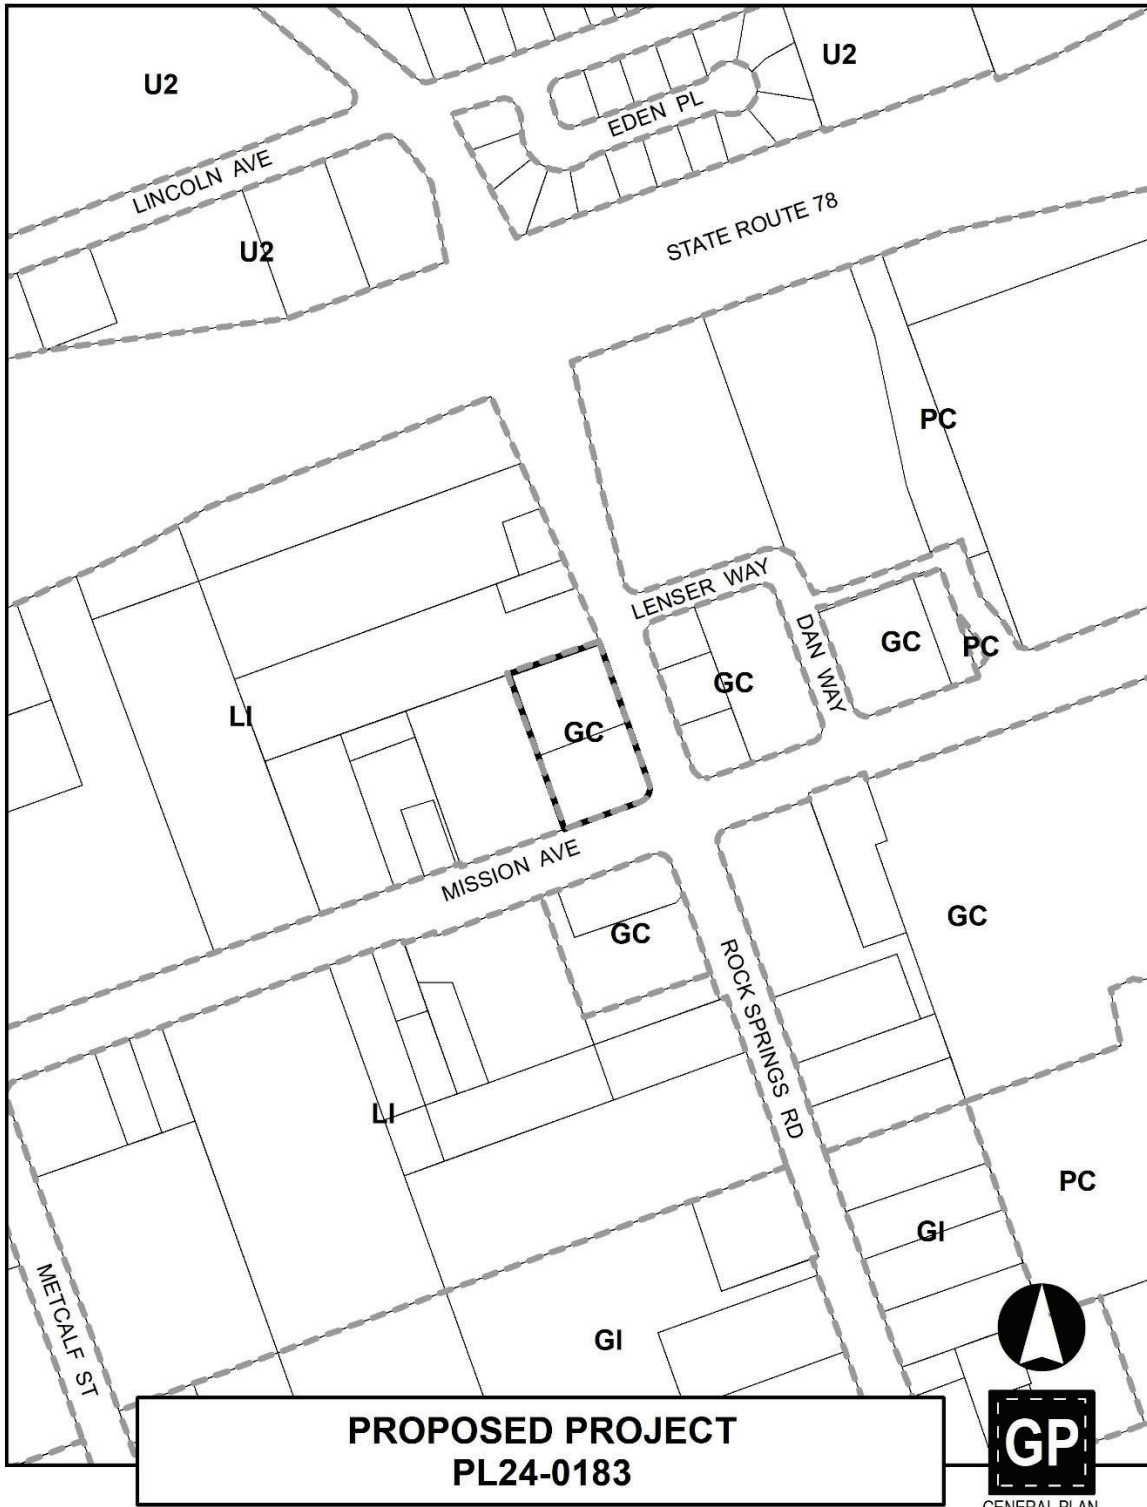 U2
U2
EDEN PL
LINCOLN AVE
STATE ROUTE 78
U2
PC
LENSER WAY
DAN WAY
GC
PC
GC
LI
GC
MISSION AVE
GC
GC
ROCK SPRINGS RD
LI
PC
GI
METCALF ST
GI
PROPOSED PROJECT
PL24-0183
GP
GENERAL PLAN